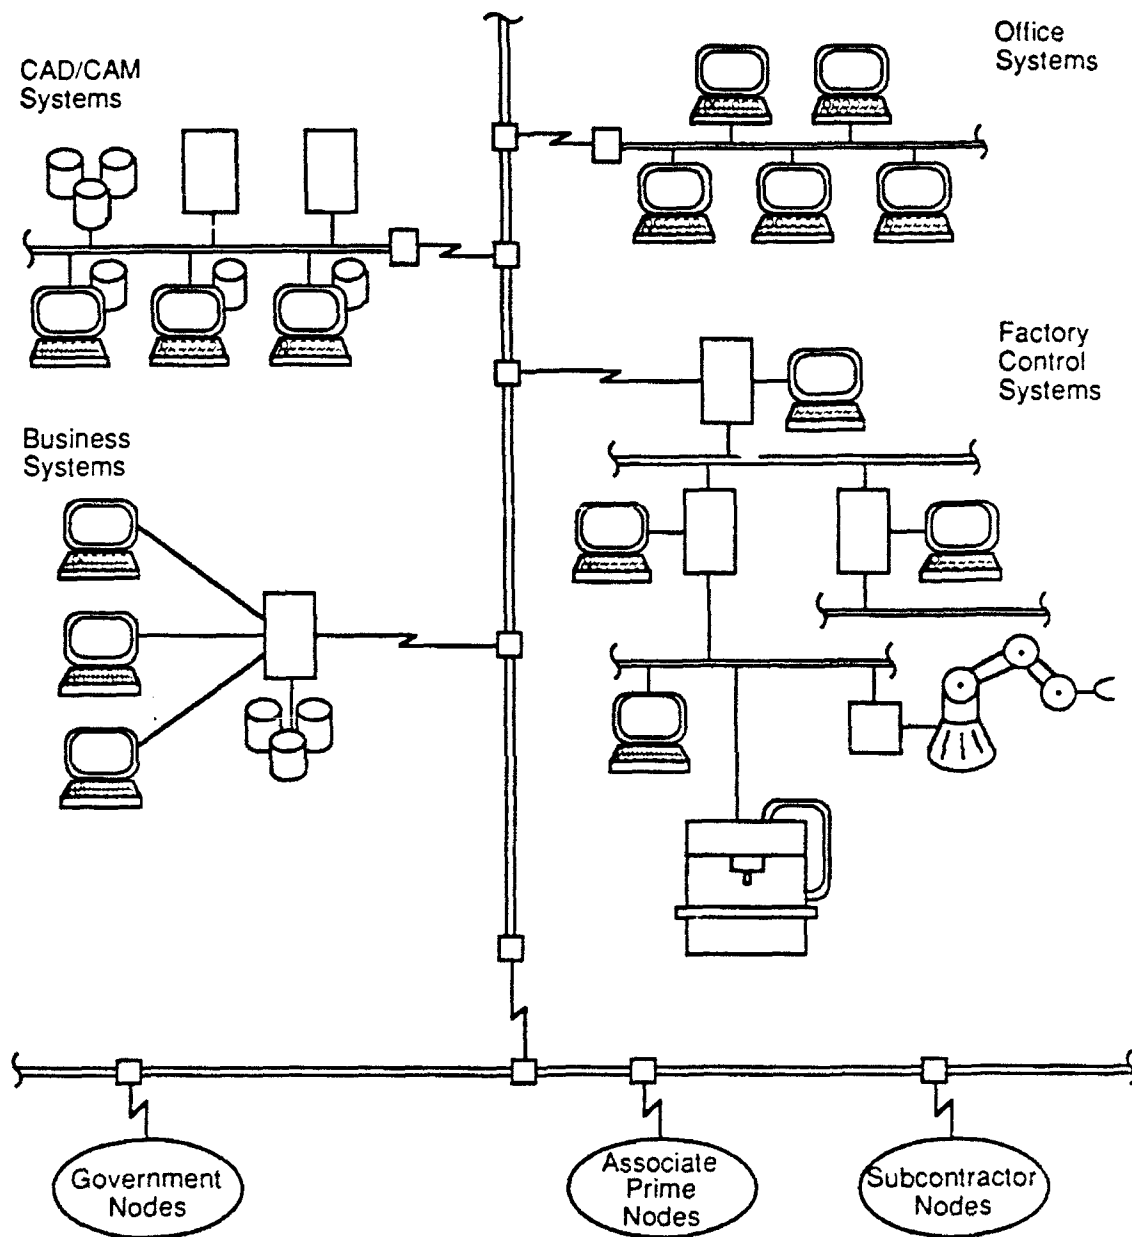 CAD/CAM
Systems
Office
Systems
Factory
Control
Systems
Business
Systems
Government
Nodes
Associate
Prime
Nodes
Subcontractor
Nodes